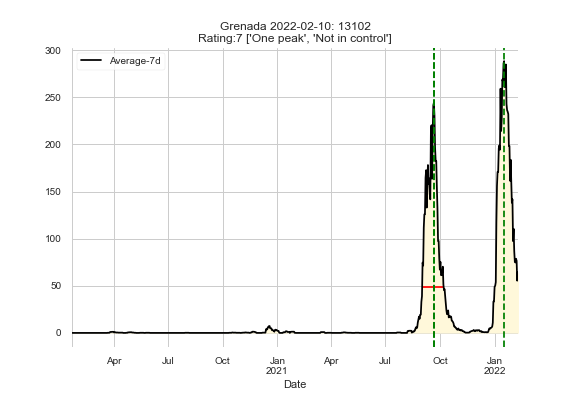 Grenada 2022-02-10: 13102
Rating:7 ['One peak', 'Not in control']
Average-7d
300
250
200
150
100
50
0
Apr
Jul
Oct
Jan
2021
Apr
Jul
Oct
Jan
2022
Date